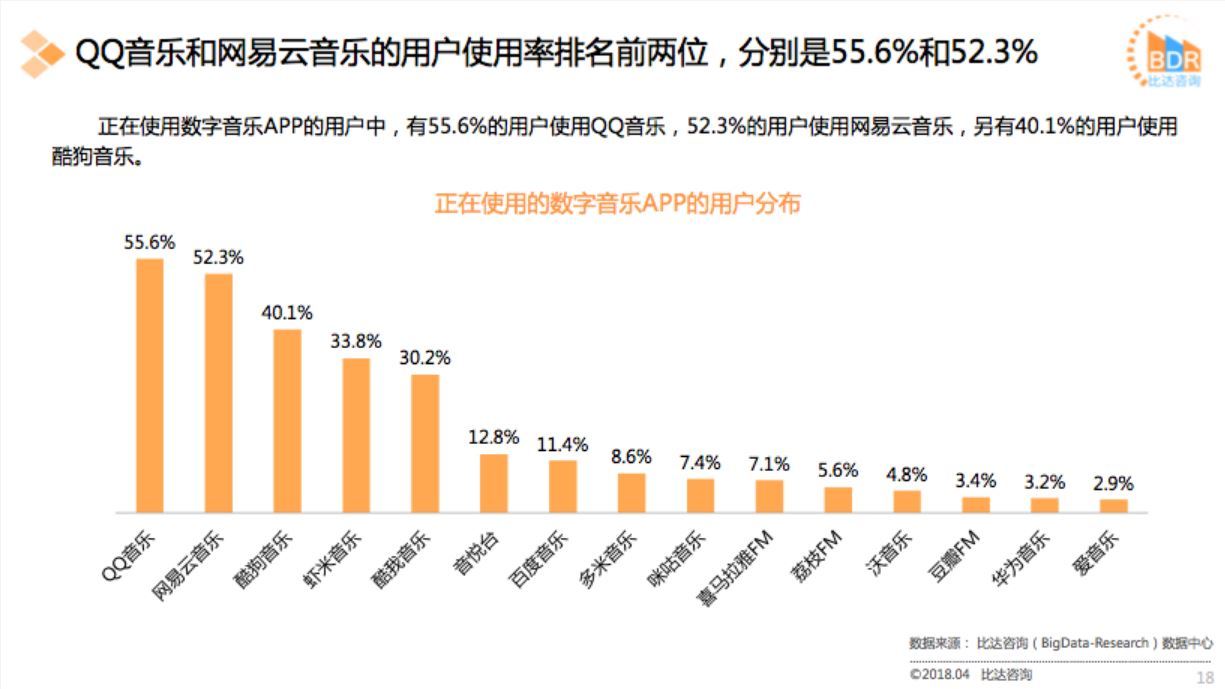 QQ音乐和网易云音乐的用户使用率排名前两位，分别是55.6%和52.3%
BDR
比达咨询
正在使用数字音乐APP的用户中，有55.6%的用户使用QQ音乐，52.3%的用户使用网易云音乐，另有40.1%的用户使用
酷狗音乐。
正在使用的数字音乐APP的用户分布
55.6%
52.3%
40.1%
33.8%
30.2%
12.8%
11.4%
8.6%
7.4%
7.1%
5.6%
4.8%
3.4%
3.2%
2.9%
QQ音乐
网易云音乐
酷狗音乐
虾米音乐
酷我音乐
音悦台
百度音乐
多米音乐
咪咕音乐
喜马拉雅FM
荔枝FM
沃音乐
豆瓣FM
华为音乐
爱音乐
数据来源：比达咨询（BigData-Research）数据中心
©2018.04 比达咨询
18